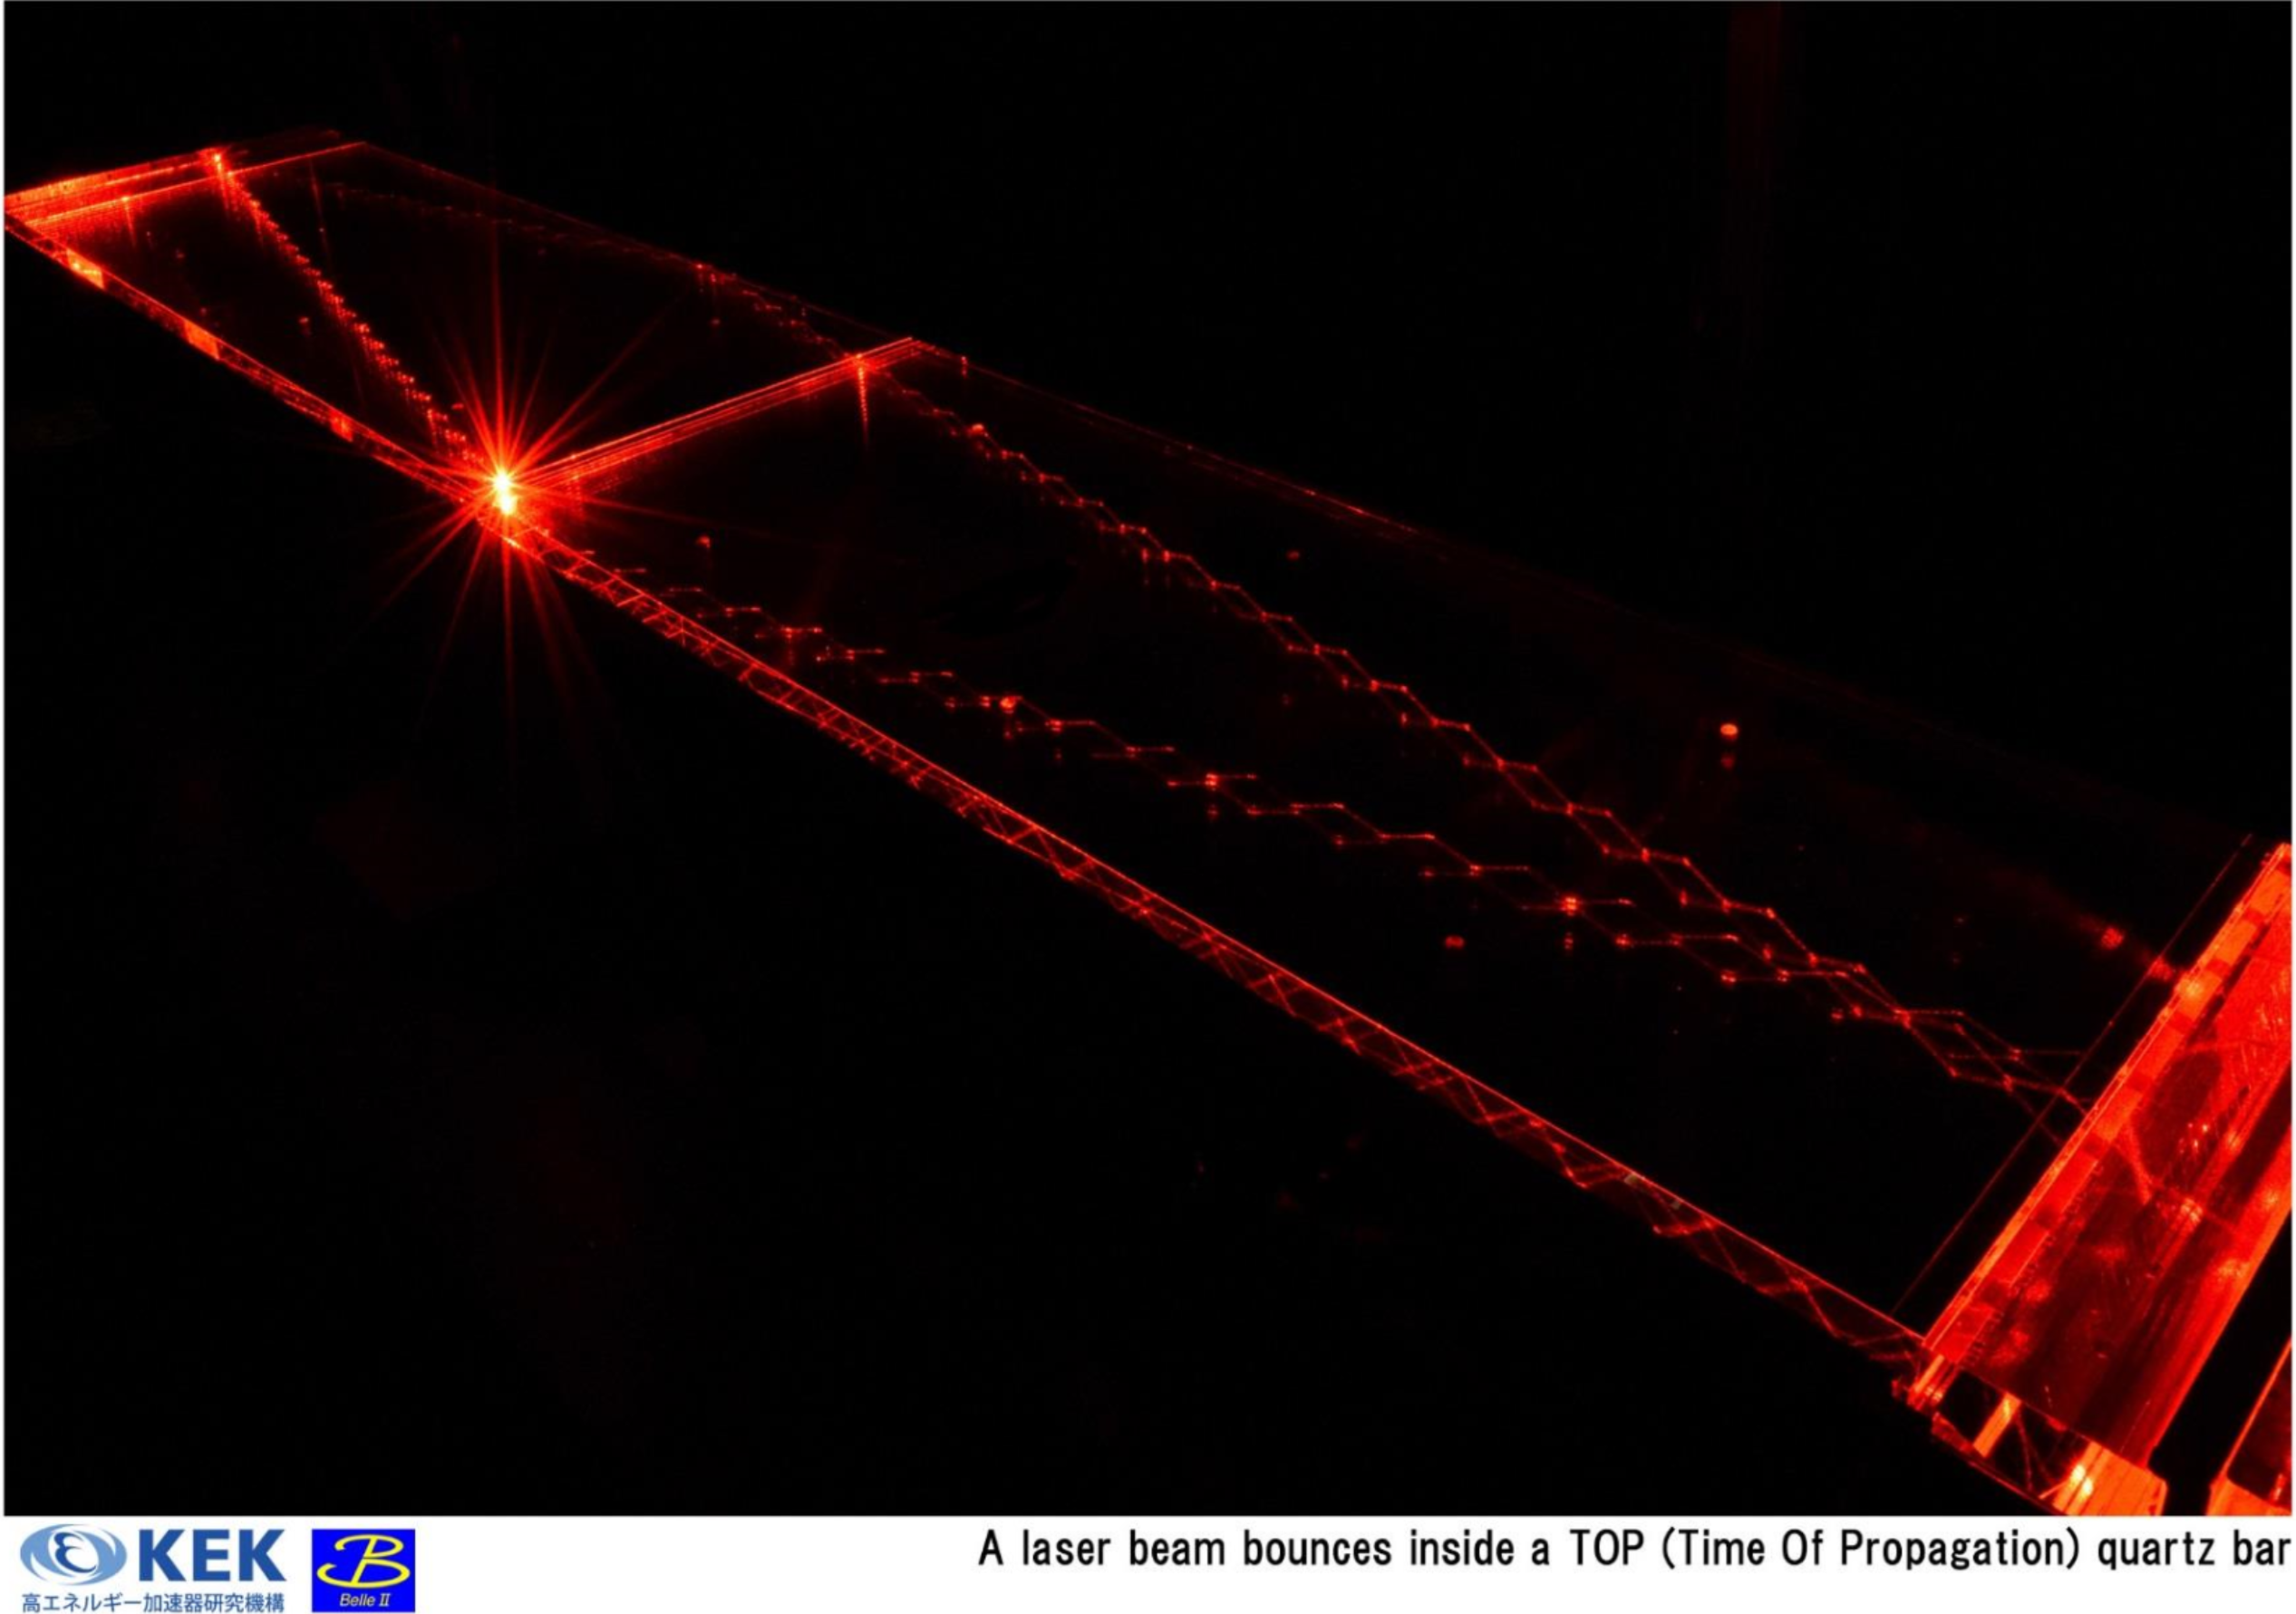 KEK
高エネルギー加速器研究機構
B
Belle II
A laser beam bounces inside a TOP (Time Of Propagation) quartz bar